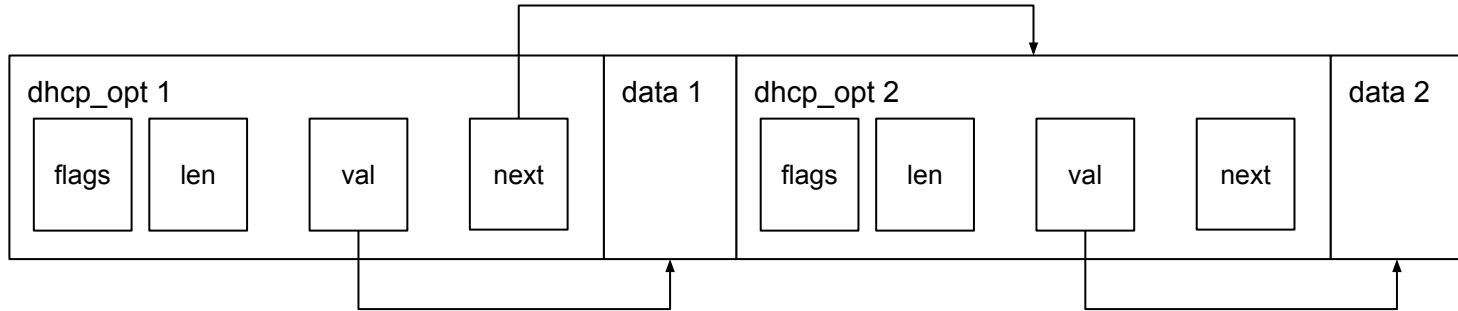 dhcp_opt 1
data 1
dhcp_opt 2
data 2
flags
len
val
next
flags
len
val
next